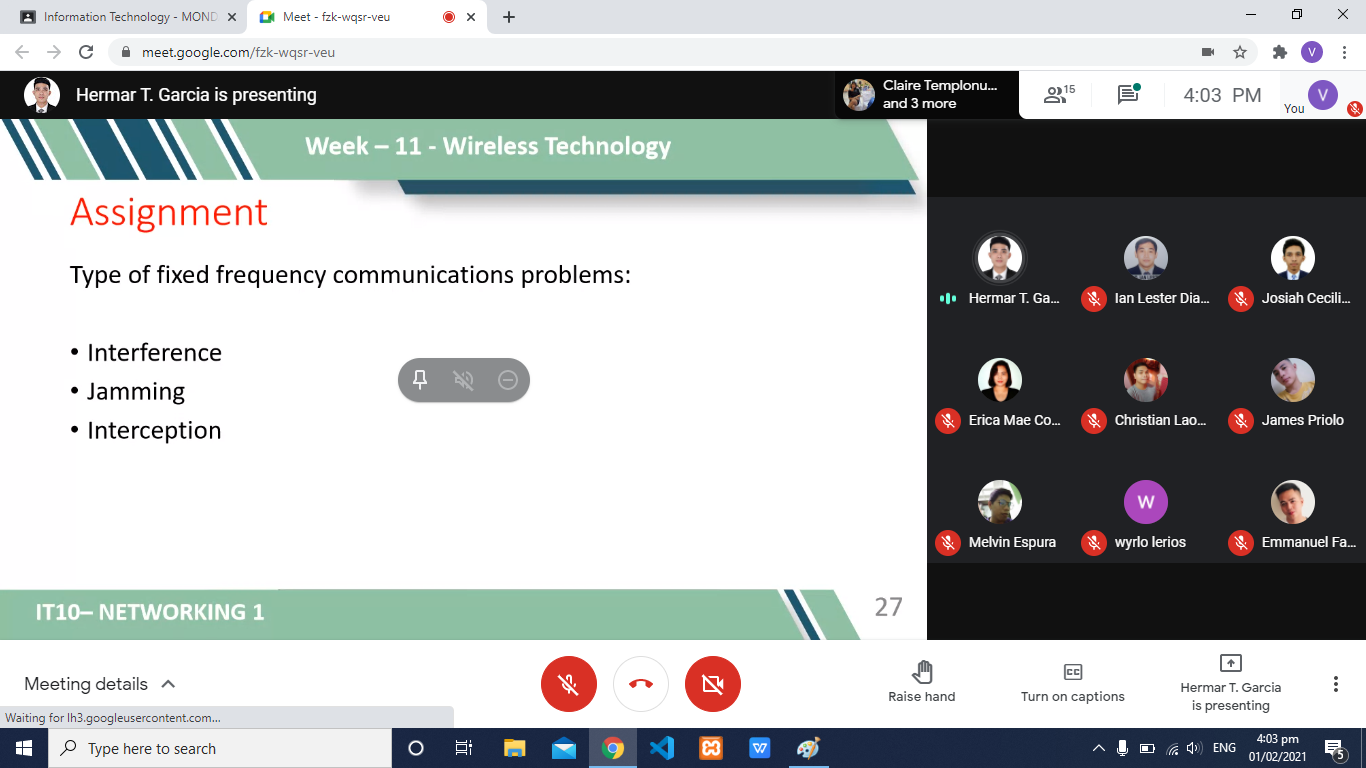 Information Technology - MOND
Meet - fzk-wqsr-veu
meet.google.com/fzk-wqsr-veu
V
Hermar T. Garcia is presenting
Claire Templonu...
and 3 more
15
4:03 PM
You
V
Week – 11 - Wireless Technology
Assignment
Type of fixed frequency communications problems:
• Interference
• Jamming
• Interception
IT10– NETWORKING 1
27
Hermar T. Ga...
Ian Lester Dia...
Josiah Cecili...
Erica Mae Co...
Christian Lao...
James Priolo
W
Melvin Espura
wyrlo lerios
Emmanuel Fa...
Meeting details
Raise hand
Turn on captions
Hermar T. Garcia
is presenting
Waiting for lh3.googleusercontent.com...
Type here to search
ENG
4:03 pm
01/02/2021
5